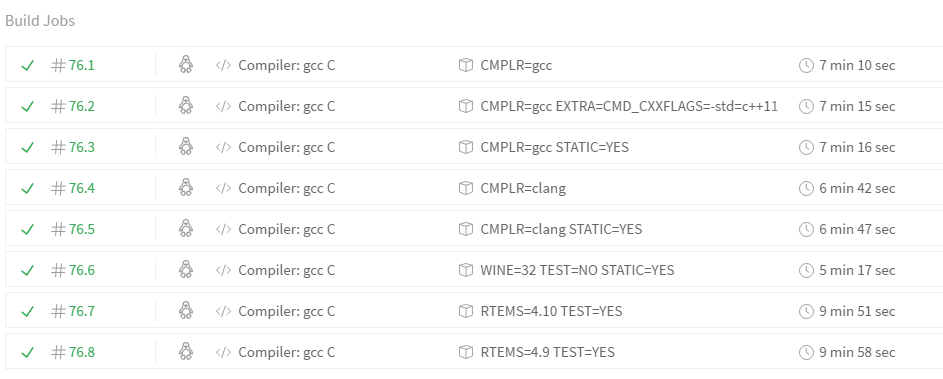 Build Jobs
# 76.1 </> Compiler: gcc C CMPLR=gcc 7 min 10 sec
# 76.2 </> Compiler: gcc C CMPLR=gcc EXTRA=CMD_CXXFLAGS=-std=c++11 7 min 15 sec
# 76.3 </> Compiler: gcc C CMPLR=gcc STATIC=YES 7 min 16 sec
# 76.4 </> Compiler: gcc C CMPLR=clang 6 min 42 sec
# 76.5 </> Compiler: gcc C CMPLR=clang STATIC=YES 6 min 47 sec
# 76.6 </> Compiler: gcc C WINE=32 TEST=NO STATIC=YES 5 min 17 sec
# 76.7 </> Compiler: gcc C RTEMS=4.10 TEST=YES 9 min 51 sec
# 76.8 </> Compiler: gcc C RTEMS=4.9 TEST=YES 9 min 58 sec